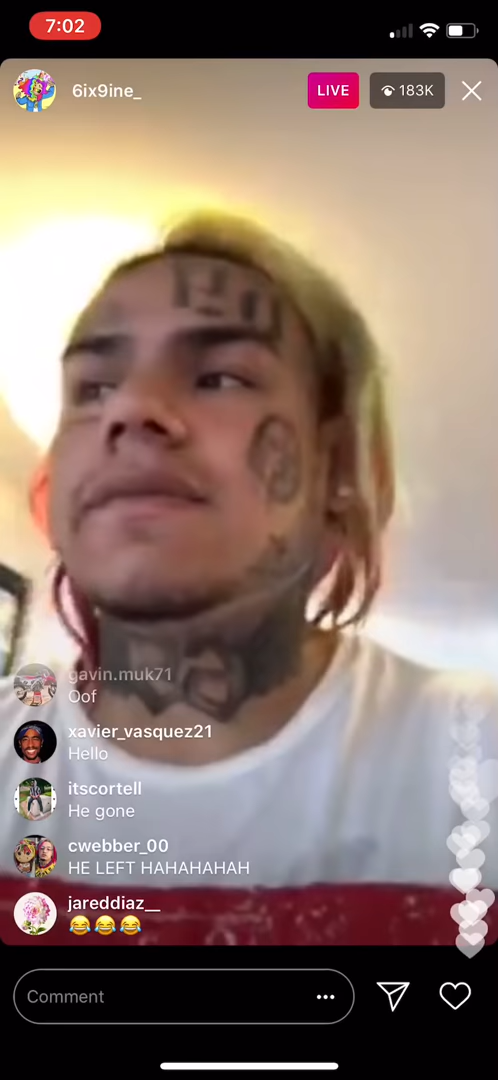 7:02
6ix9ine_
LIVE
183K
gavin.muk71
Oof
xavier_vasquez21
Hello
itscortell
He gone
cwebber_00
HE LEFT HAHAHAHAH
jareddiaz__
😂😂😂
Comment